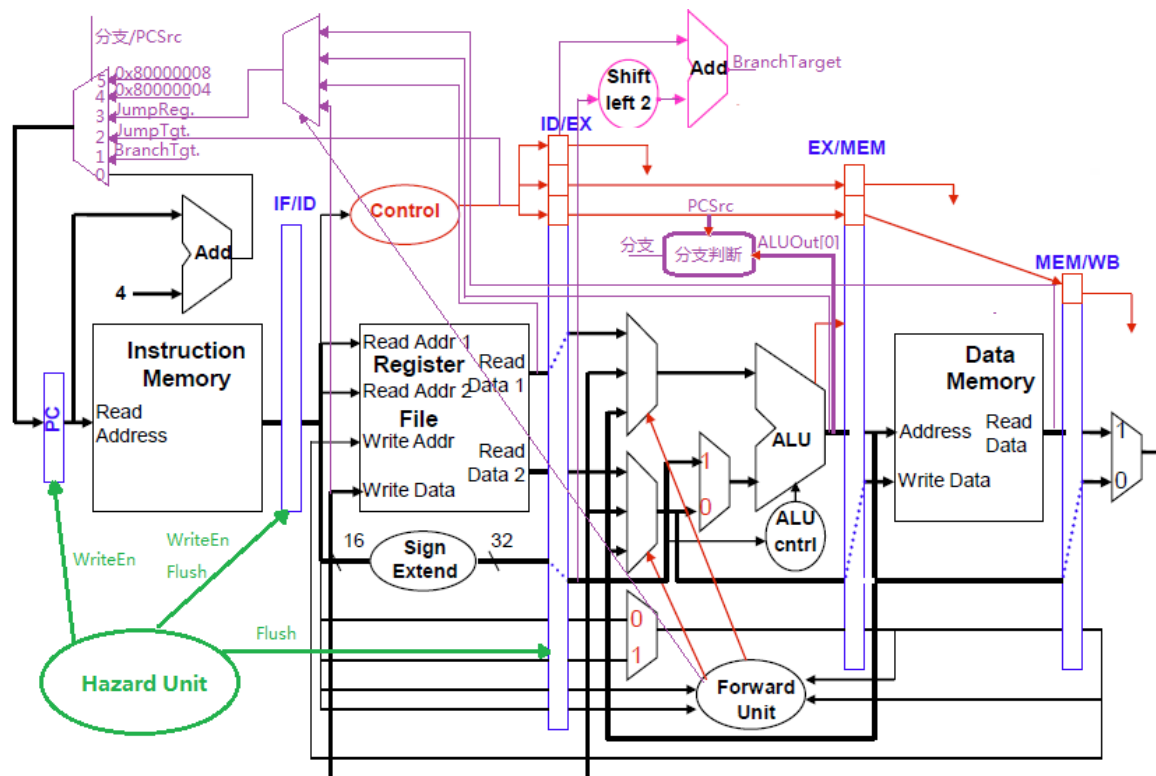 分支/PCSrc
5 0x80000008
4 0x80000004
3 JumpReg.
2 JumpTgt.
1 BranchTgt.
0
Shift
left 2
Add
BranchTarget
ID/EX
EX/MEM
IF/ID
Control
PCSrc
分支
分支判断
ALUOut[0]
MEM/WB
Add
4
Instruction
Memory
Read
Address
PC
Read Addr 1
Register
Read Addr 2
File
Write Addr
Write Data
Read
Data 1
Read
Data 2
ALU
1
0
ALU
cntrl
Data
Memory
Address
Read
Data
Write Data
1
0
16
Sign
Extend
32
WriteEn
WriteEn
Flush
Flush
0
1
Hazard Unit
Forward
Unit